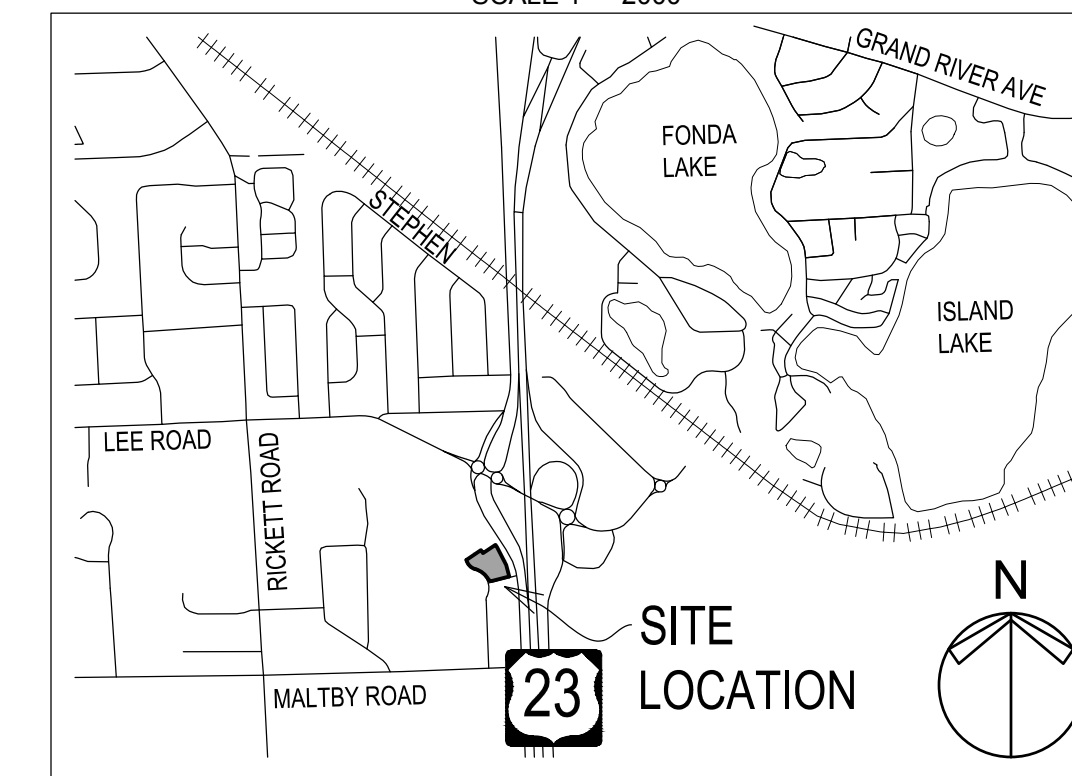 GRAND RIVER AVE
FONDA
LAKE
STEPHEN
ISLAND
LAKE
LEE ROAD
RICKETT ROAD
N
SITE
LOCATION
23
MALTBY ROAD